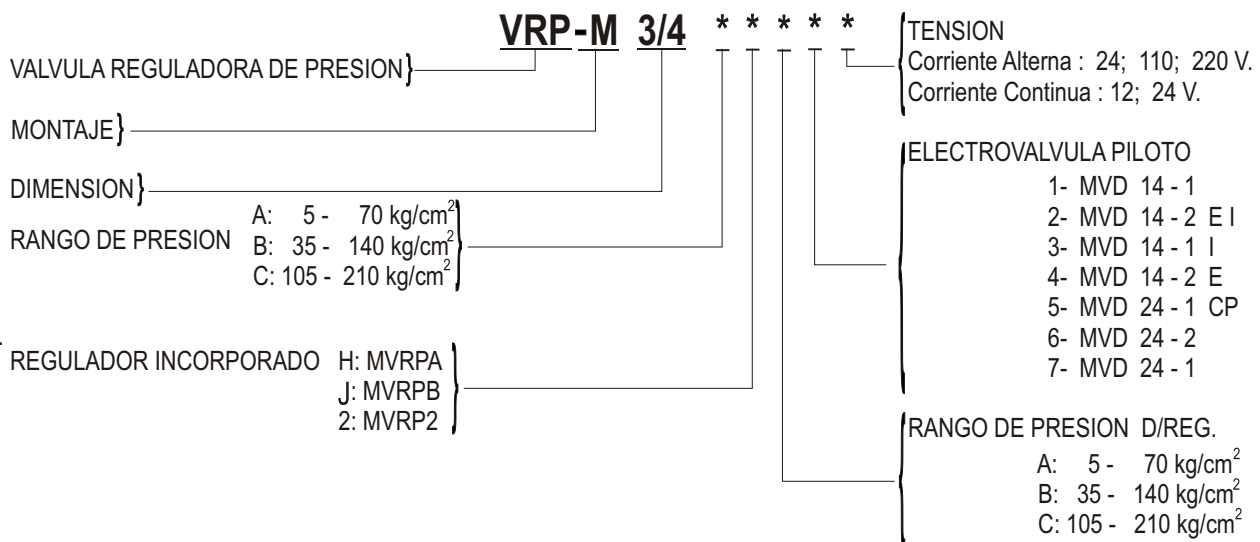 VRP-M 3/4 * * * * *
VALVULA REGULADORA DE PRESION
MONTAJE
DIMENSION
RANGO DE PRESION
A: 5 - 70 kg/cm²
B: 35 - 140 kg/cm²
C: 105 - 210 kg/cm²
REGULADOR INCORPORADO H: MVRPA
J: MVRPB
2: MVRP2
TENSION
Corriente Alterna : 24; 110; 220 V.
Corriente Continua : 12; 24 V.
ELECTROVALVULA PILOTO
1- MVD 14 - 1
2- MVD 14 - 2 E I
3- MVD 14 - 1 I
4- MVD 14 - 2 E
5- MVD 24 - 1 CP
6- MVD 24 - 2
7- MVD 24 - 1
RANGO DE PRESION D/REG.
A: 5 - 70 kg/cm²
B: 35 - 140 kg/cm²
C: 105 - 210 kg/cm²